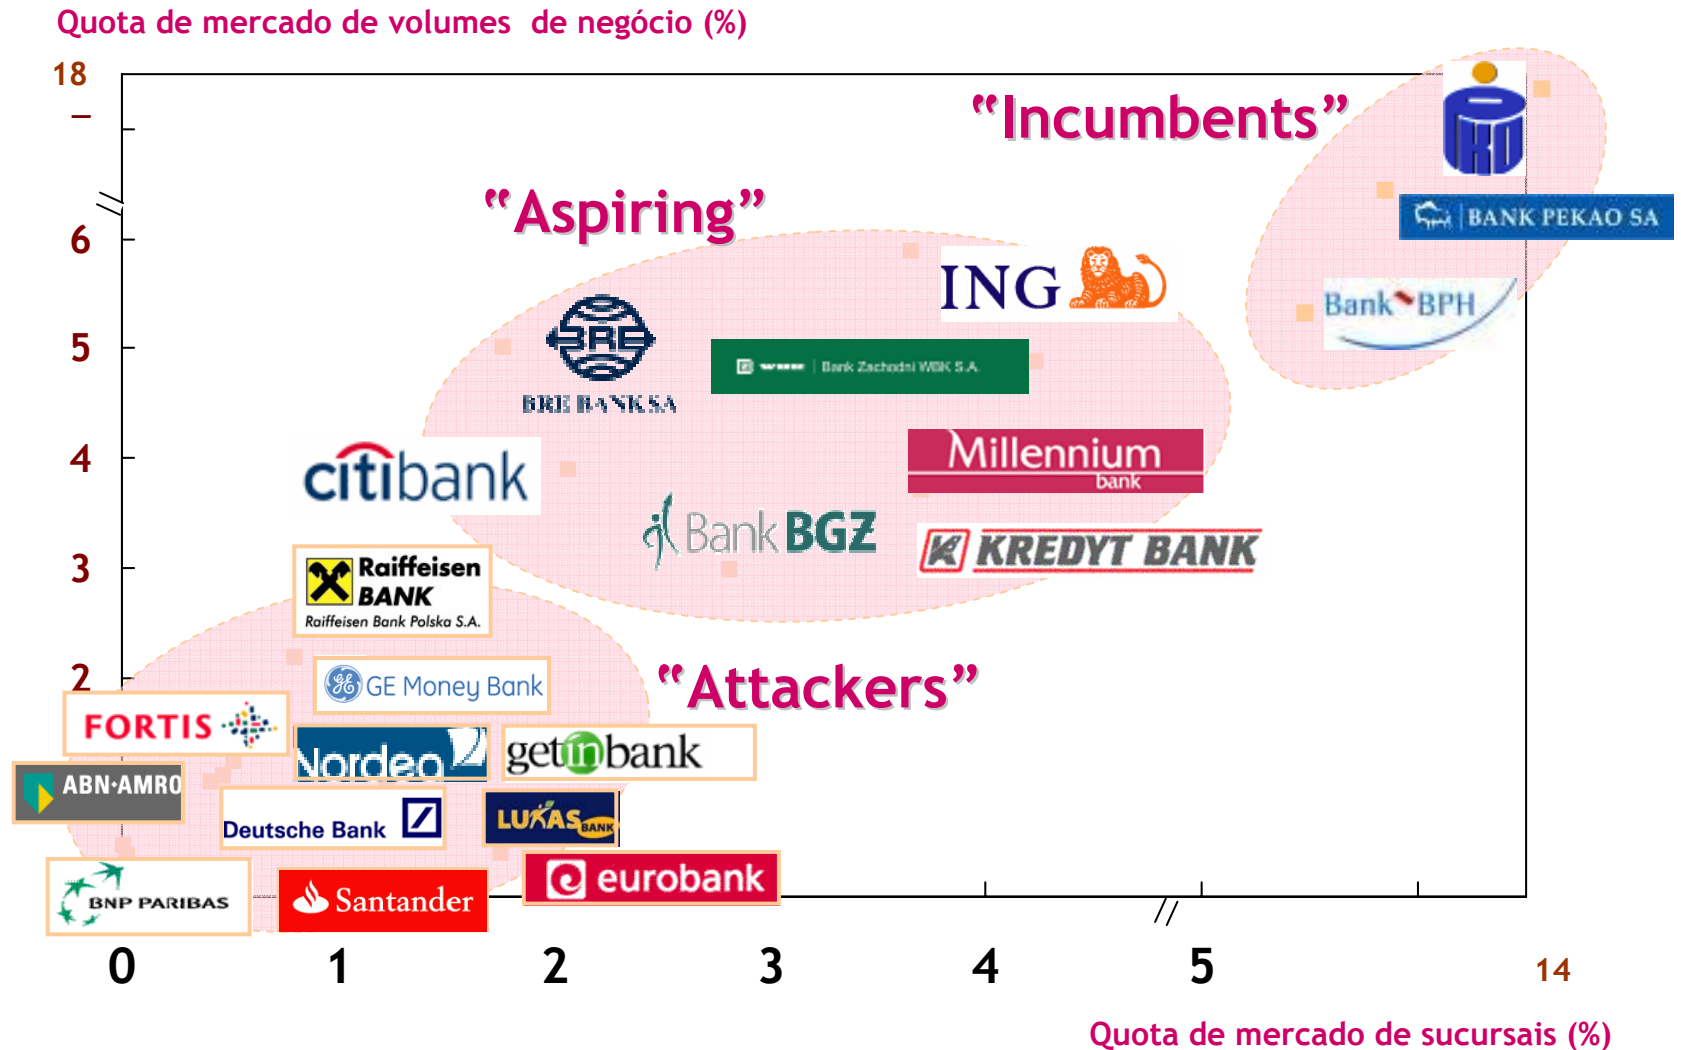 Quota de mercado de volumes de negócio (%)
18
“Incumbents”
PKO
BANK PEKAO SA
“Aspiring”
6
ING
Bank BPH
BRE
5
WBK | Bank Zachodni WBK S.A.
BRE BANK SA
4
citibank
Millennium
bank
Bank BGŻ
KREDYT BANK
3
Raiffeisen
BANK
Raiffeisen Bank Polska S.A.
2
GE Money Bank
“Attackers”
FORTIS
Nordea
getinbank
ABN·AMRO
Deutsche Bank
LUKAS BANK
BNP PARIBAS
Santander
eurobank
0 1 2 3 4 5 14
Quota de mercado de sucursais (%)